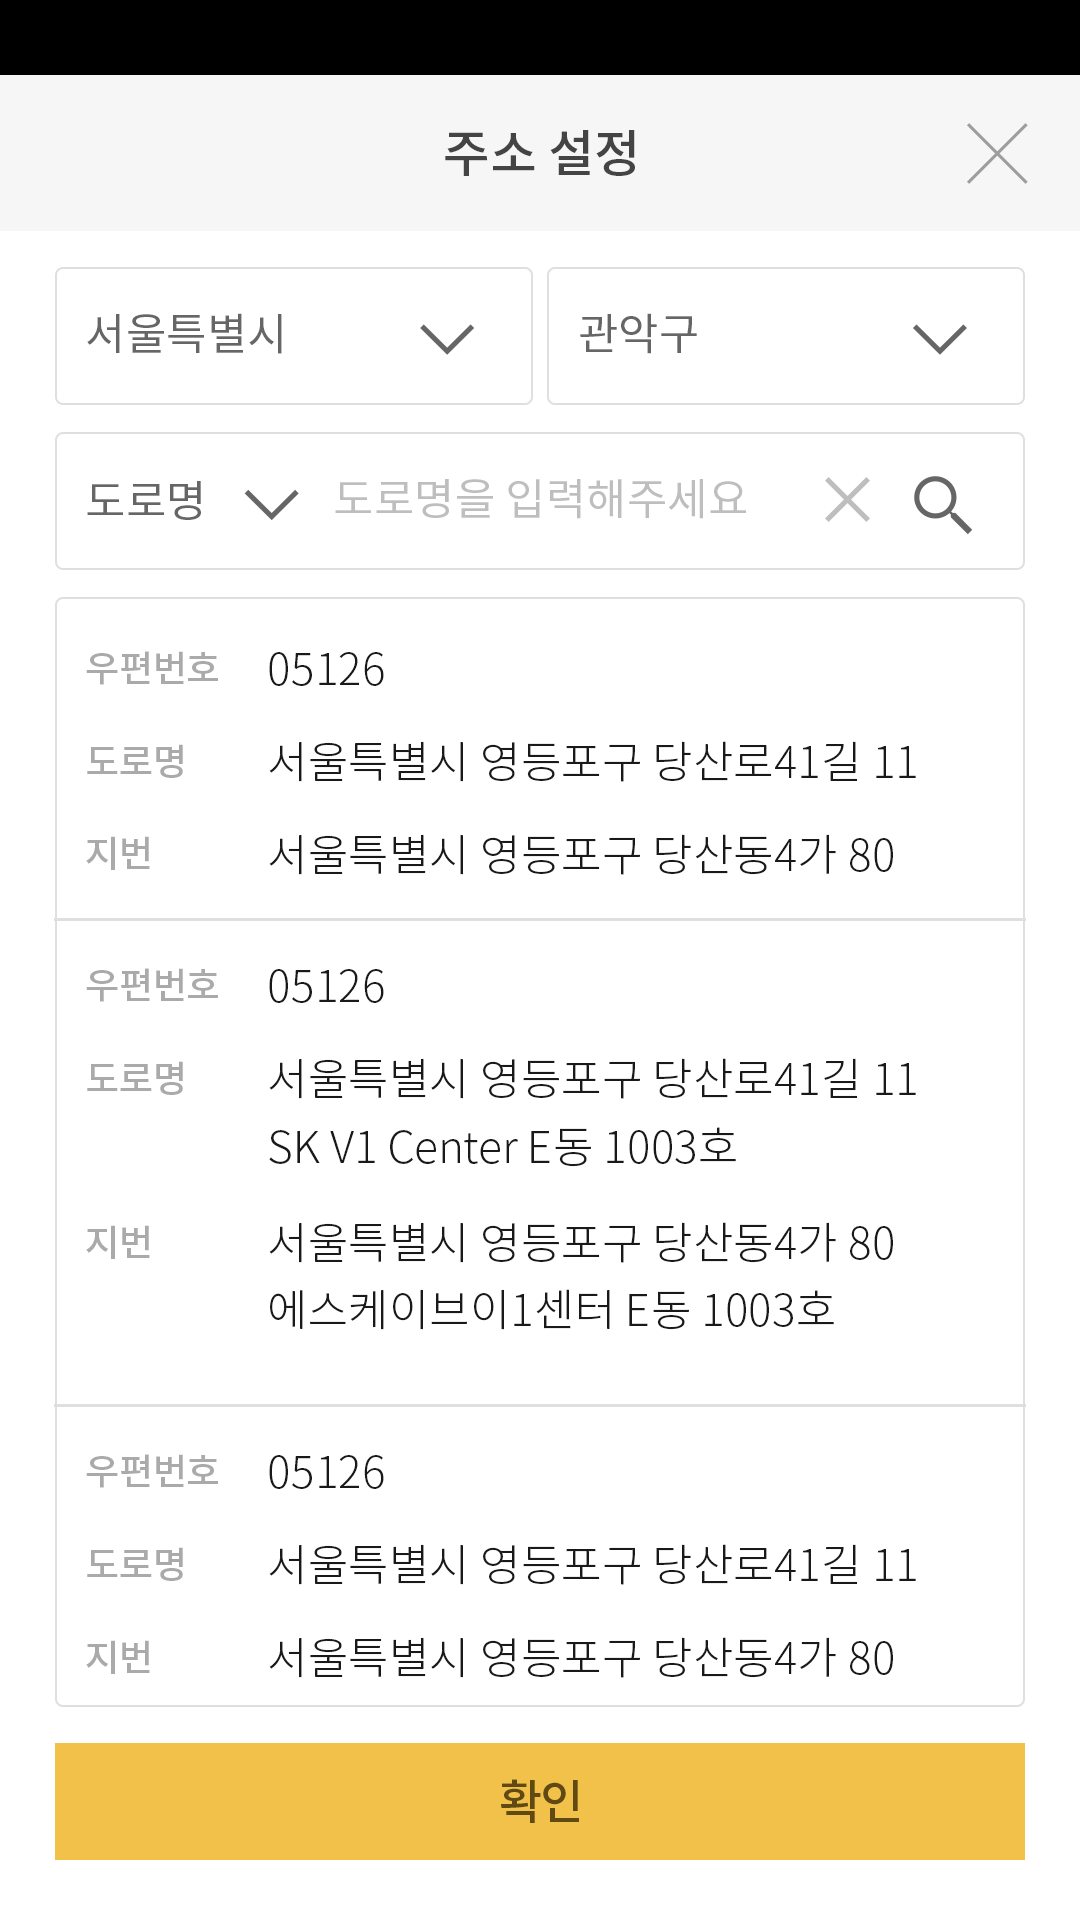 주소 설정
서울특별시 관악구
도로명 도로명을 입력해주세요
우편번호 05126
도로명 서울특별시 영등포구 당산로41길 11
지번 서울특별시 영등포구 당산동4가 80
우편번호 05126
도로명 서울특별시 영등포구 당산로41길 11
SK V1 Center E동 1003호
지번 서울특별시 영등포구 당산동4가 80
에스케이브이1센터 E동 1003호
우편번호 05126
도로명 서울특별시 영등포구 당산로41길 11
지번 서울특별시 영등포구 당산동4가 80
확인